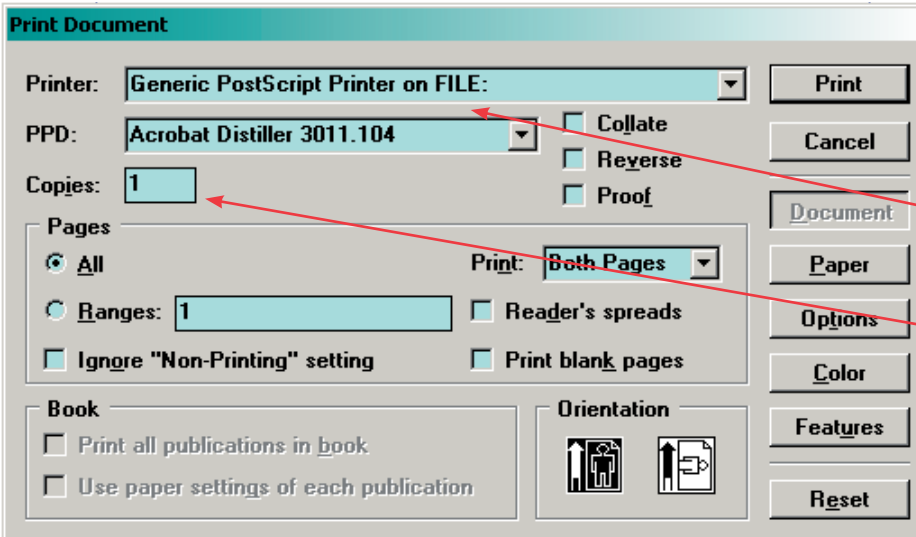 Print Document
Printer: Generic PostScript Printer on FILE: Print
PPD: Acrobat Distiller 3011.104 Collate Cancel
Reverse
Copies: 1 Proof Document
Pages
All Print: Both Pages Paper
Ranges: 1 Reader's spreads Options
Ignore "Non-Printing" setting Print blank pages Color
Book Orientation Features
Print all publications in book
Use paper settings of each publication Reset